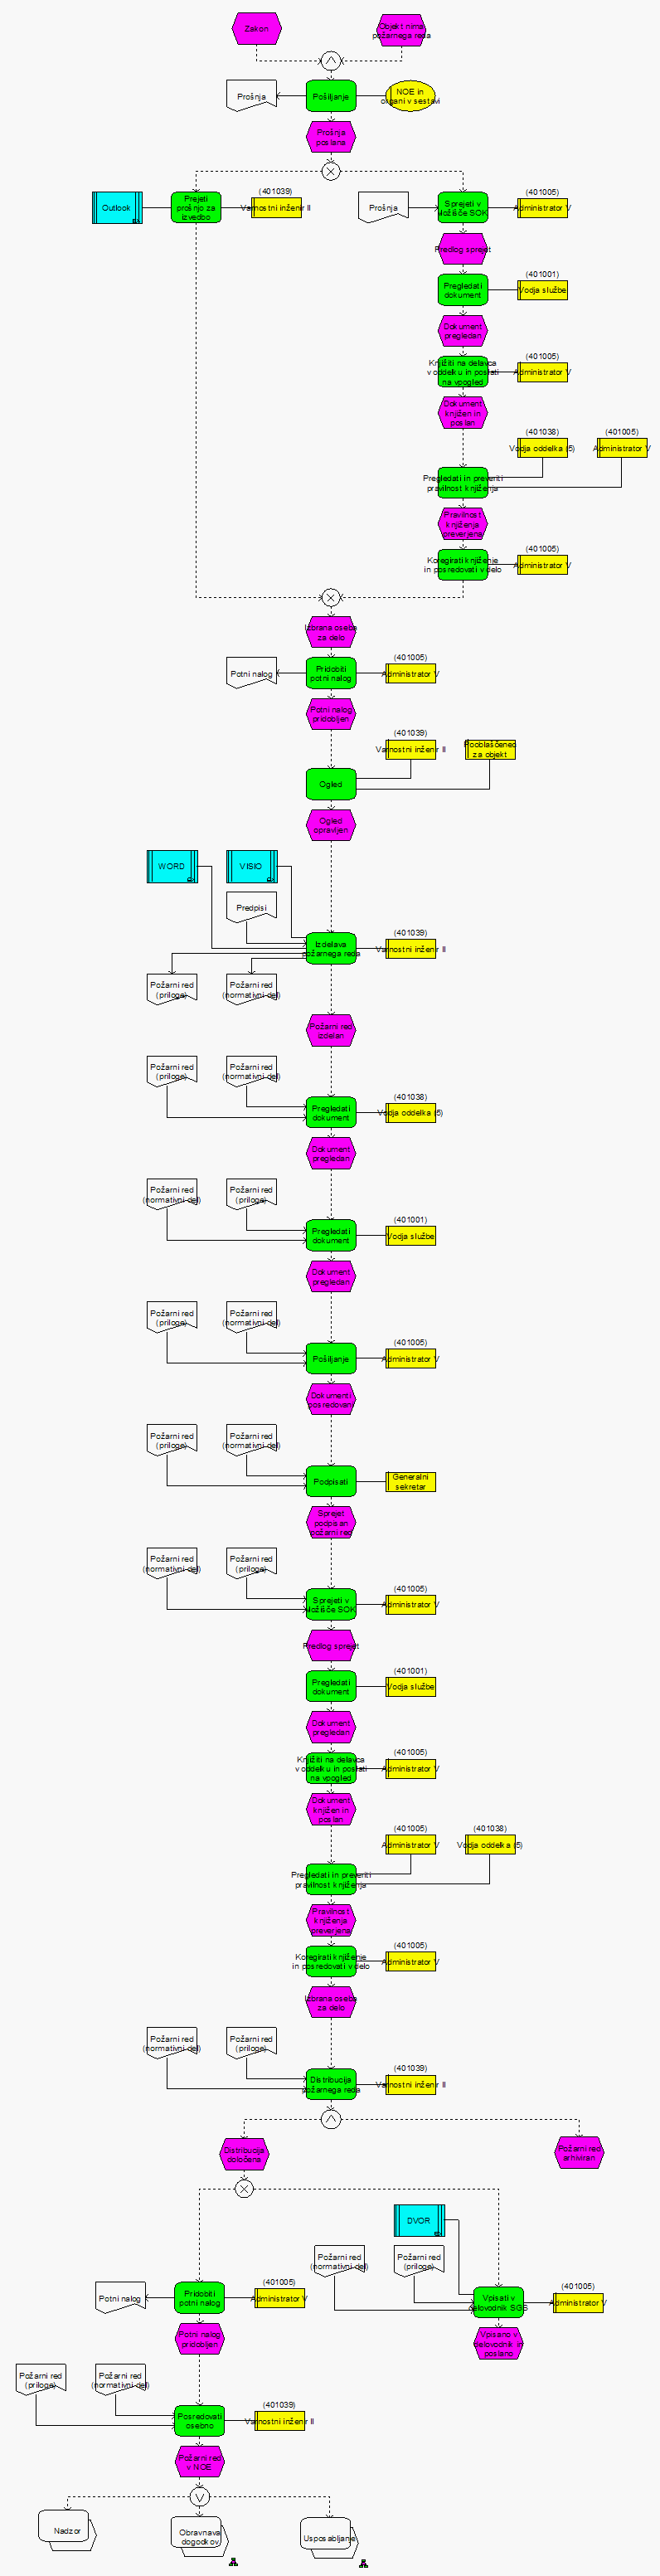 Zakon
Objekt nima
požarnega reda
Prošnja
Pošiljanje
NOE in
organi v sestavi
Prošnja
poslana
Outlook
Prejeti
prošnjo za
izvedbo
(401039)
Varnostni inženir II
Prošnja
Sprejeti v
vložišče SOK
(401005)
Administrator V
Predlog sprejet
Pregledati
dokument
(401001)
Vodja službe
Dokument
pregledan
Knjižiti na delavca
v oddelku in poslati
na vpogled
(401005)
Administrator V
Dokument
knjižen in
poslan
(401038)
Vodja oddelka (5)
(401005)
Administrator V
Pregledati in preveriti
pravilnost knjiženja
Pravilnost
knjiženja
preverjena
Koregirati knjiženje
in posredovati v delo
(401005)
Administrator V
Izbrana oseba
za delo
Potni nalog
Pridobiti
potni nalog
(401005)
Administrator V
Potni nalog
pridobljen
(401039)
Varnostni inženir II
Pooblaščenec
za objekt
Ogled
Ogled
opravljen
WORD
VISIO
Predpisi
Izdelava
požarnega reda
(401039)
Varnostni inženir II
Požarni red
(priloge)
Požarni red
(normativni del)
Požarni red
izdelan
Požarni red
(priloge)
Požarni red
(normativni del)
Pregledati
dokument
(401038)
Vodja oddelka (5)
Dokument
pregledan
Požarni red
(normativni del)
Požarni red
(priloge)
Pregledati
dokument
(401001)
Vodja službe
Dokument
pregledan
Požarni red
(priloge)
Požarni red
(normativni del)
Pošiljanje
(401005)
Administrator V
Dokumenti
posredovani
Požarni red
(priloge)
Požarni red
(normativni del)
Podpisati
Generalni
sekretar
Sprejet
podpisan
požarni red
Požarni red
(normativni del)
Požarni red
(priloge)
Sprejeti v
vložišče SOK
(401005)
Administrator V
Predlog sprejet
Pregledati
dokument
(401001)
Vodja službe
Dokument
pregledan
Knjižiti na delavca
v oddelku in poslati
na vpogled
(401005)
Administrator V
Dokument
knjižen in
poslan
(401005)
Administrator V
(401038)
Vodja oddelka (5)
Pregledati in preveriti
pravilnost knjiženja
Pravilnost
knjiženja
preverjena
Koregirati knjiženje
in posredovati v delo
(401005)
Administrator V
Izbrana oseba
za delo
Požarni red
(normativni del)
Požarni red
(priloge)
Distribucija
požarnega reda
(401039)
Varnostni inženir II
Distribucija
določena
Požarni red
arhiviran
DVOR
Požarni red
(normativni del)
Požarni red
(priloge)
Potni nalog
Pridobiti
potni nalog
(401005)
Administrator V
Vpisati v
delovodnik SGS
(401005)
Administrator V
Potni nalog
pridobljen
Vpisano v
delovodnik in
poslano
Požarni red
(priloge)
Požarni red
(normativni del)
Posredovati
osebno
(401039)
Varnostni inženir II
Požarni red
v NOE
Nadzor
Obravnava
dogodkov
Usposabljanje